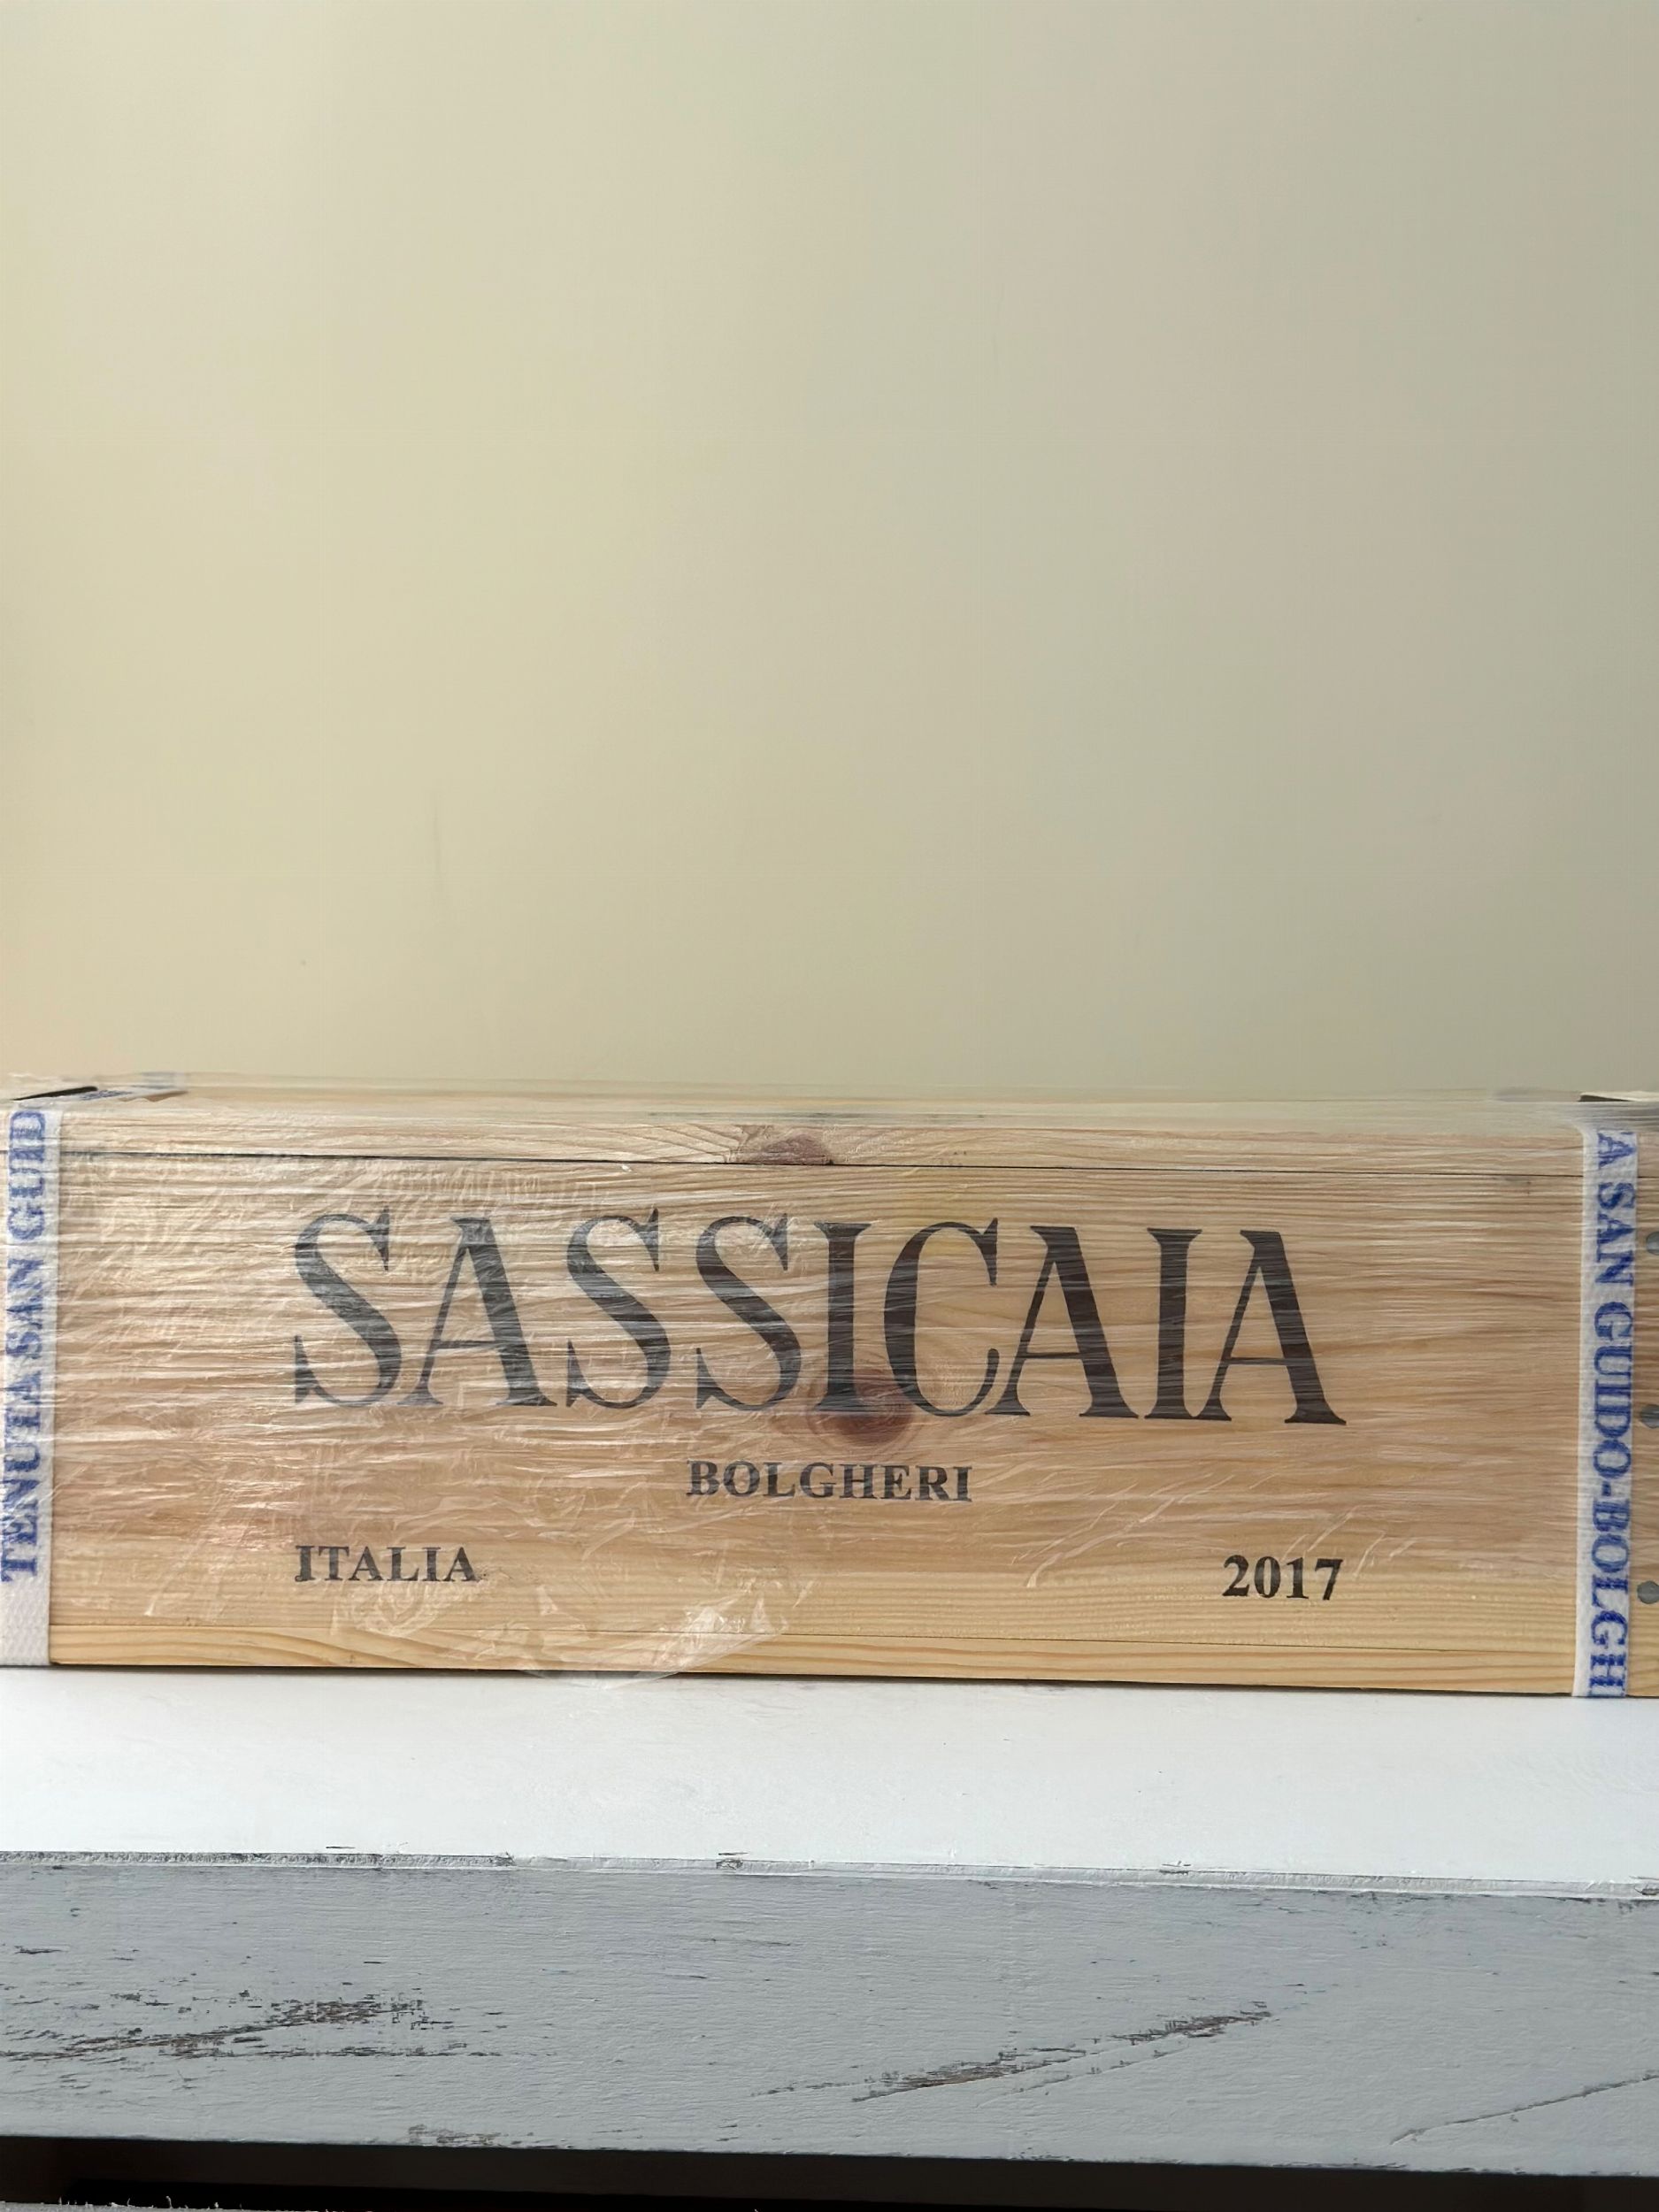 TENUTA SAN GUID
SASSICAIA
BOLGHERI
ITALIA
2017
A SAN GUIDO-BOLGH